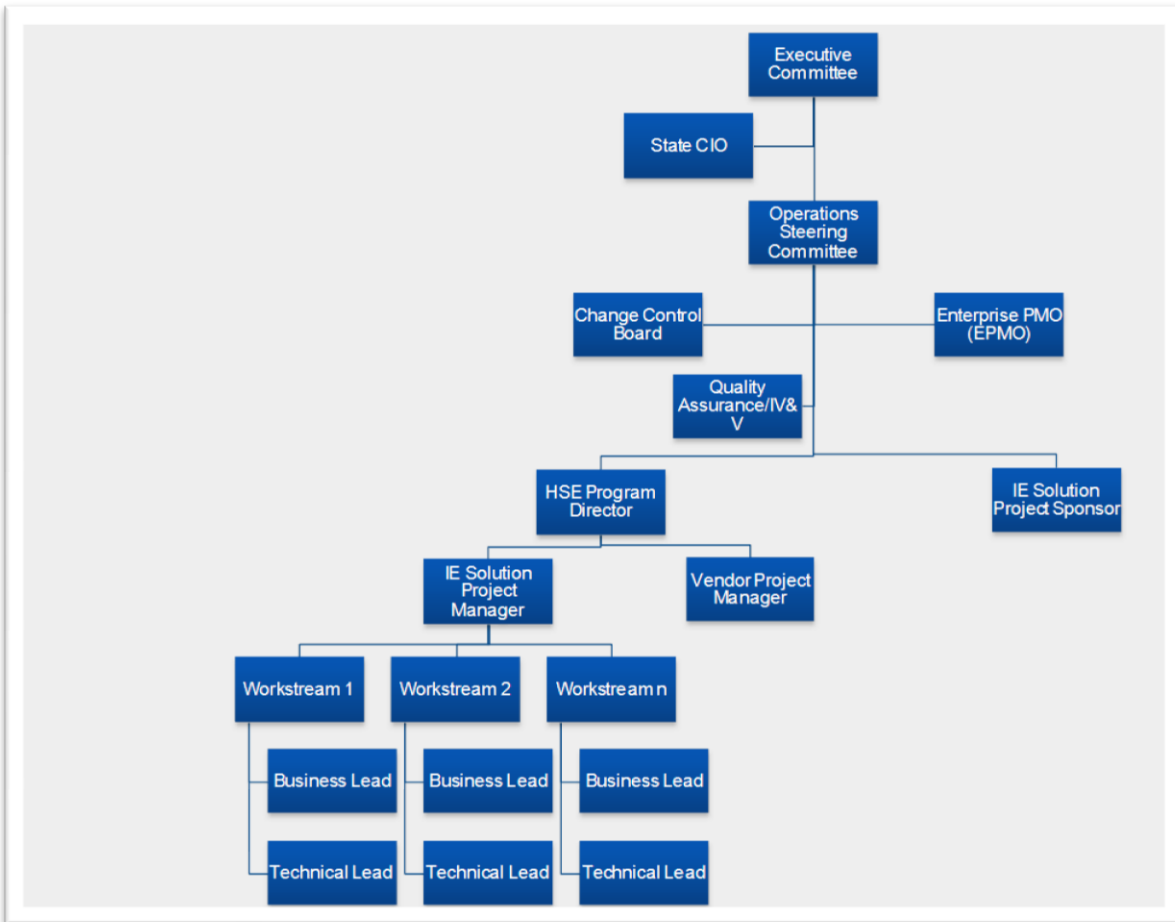 Executive
Committee
State CIO
Operations
Steering
Committee
Change Control
Board
Enterprise PMO
(EPMO)
Quality
Assurance/IV&
V
HSE Program
Director
IE Solution
Project Sponsor
IE Solution
Project
Manager
Vendor Project
Manager
Workstream 1
Workstream 2
Workstream n
Business Lead
Business Lead
Business Lead
Technical Lead
Technical Lead
Technical Lead